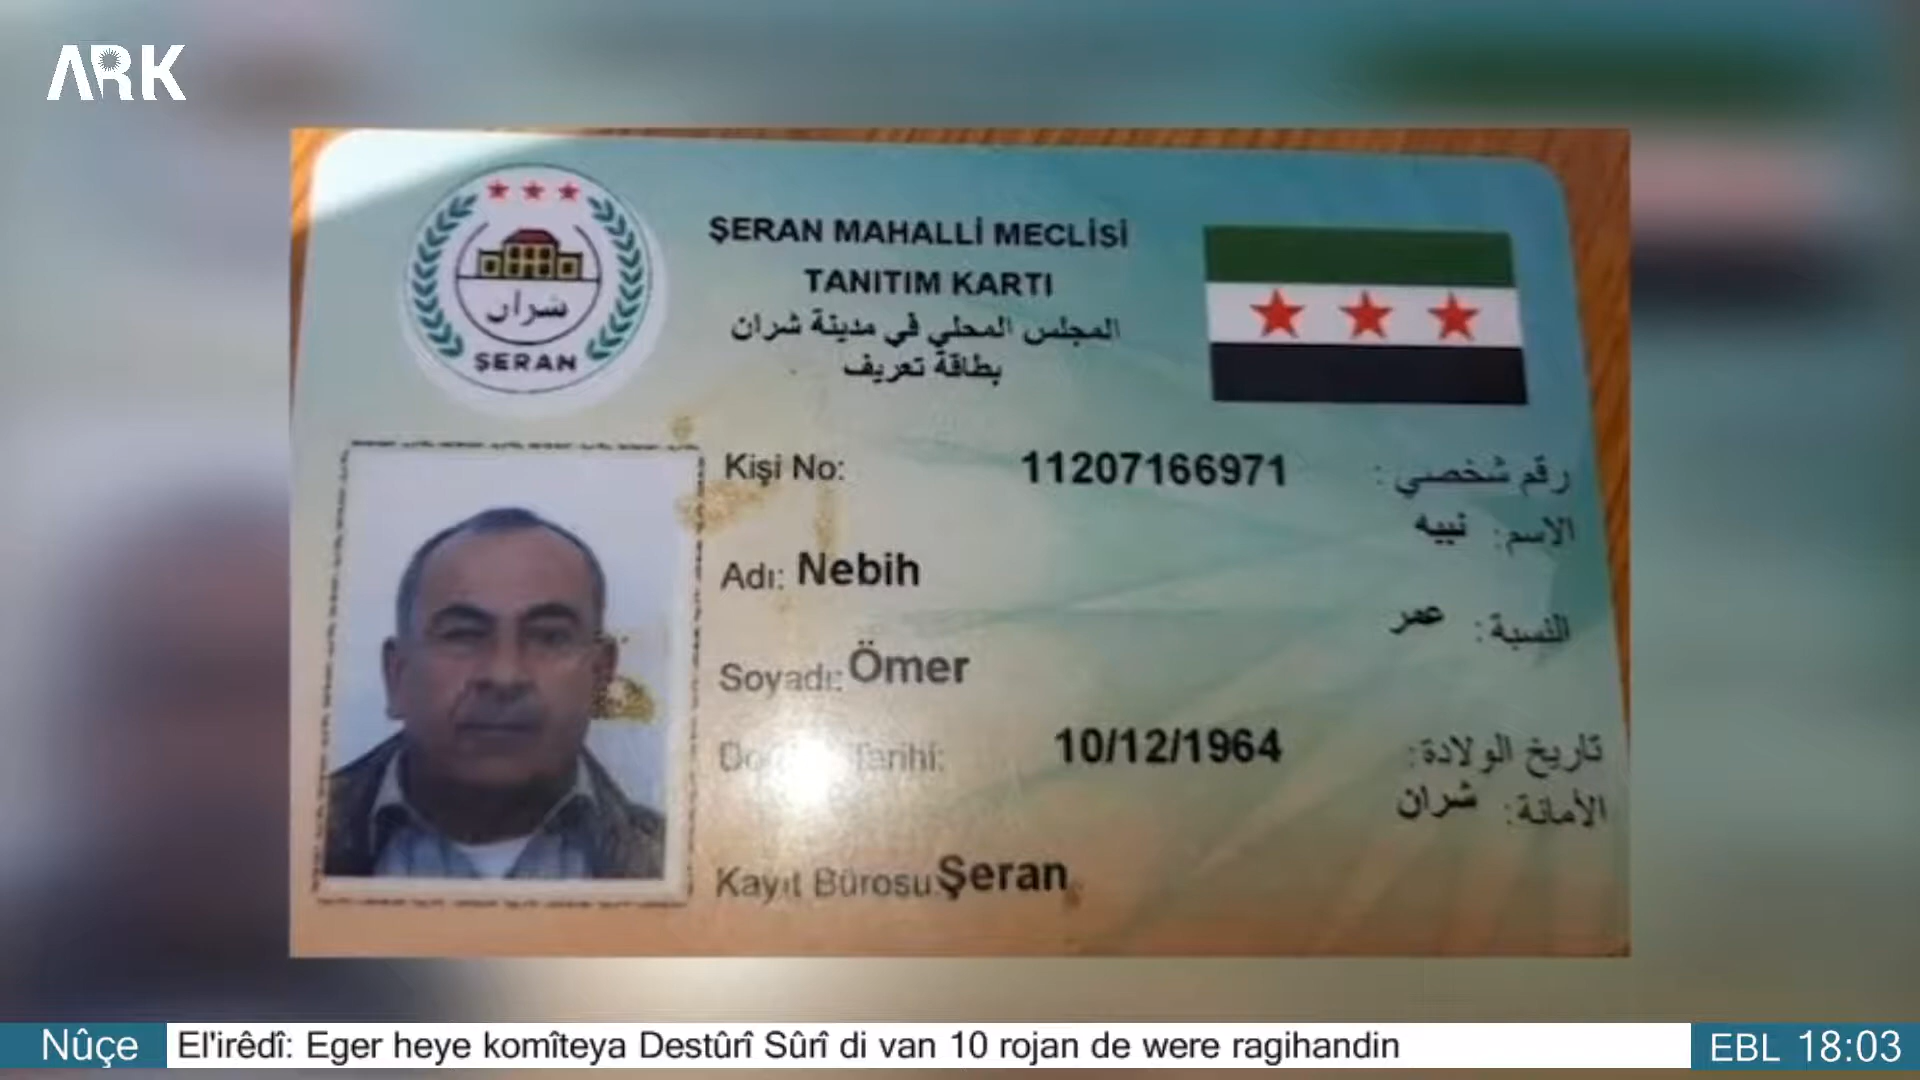 ARK
ŞERAN MAHALLİ MECLİSİ
TANITIM KARTI
المجلس المحلي في مدينة شران
بطاقة تعريف
شران
ŞERAN
Kişi No: 11207166971 رقم شخصي:
الاسم: نبيه
Adı: Nebih
النسبة: عمر
Soyadı: Ömer
Tarihi: 10/12/1964 تاريخ الولادة:
الأمانة: شران
Kayıt Bürosu: Şeran
Nûçe El'irêdî: Eger heye komîteya Destûrî Sûrî di van 10 rojan de were ragihandin EBL 18:03